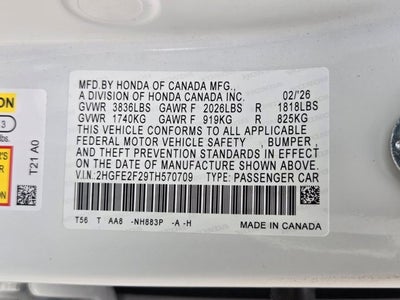 MFD.BY HONDA OF CANADA MFG.,
A DIVISION OF HONDA CANADA INC. 02/'26
GVWR 3836LBS GAWR F 2026LBS R 1818LBS
GVWR 1740KG GAWR F 919KG R 825KG
THIS VEHICLE CONFORMS TO ALL APPLICABLE
FEDERAL MOTOR VEHICLE SAFETY , BUMPER ,
AND THEFT PREVENTION STANDARDS IN EFFECT ON
THE DATE OF MANUFACTURE SHOWN ABOVE.
V.I.N.:2HGFE2F29TH570709 TYPE: PASSENGER CAR
T56 T AA8 -NH883P -A -H
MADE IN CANADA
ON
3
lbs.
T21 A0